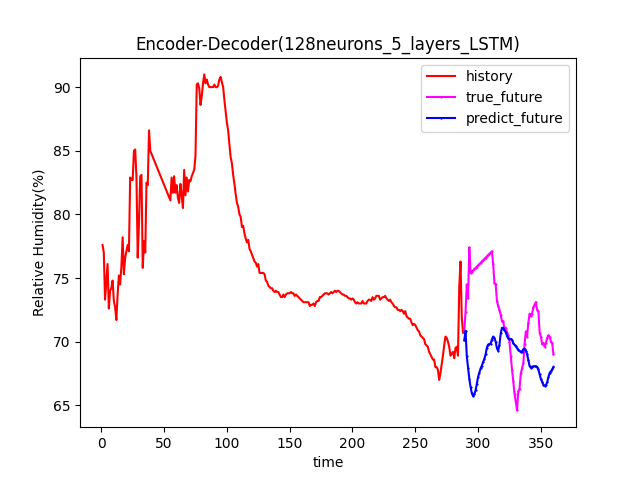 Encoder-Decoder(128neurons_5_layers_LSTM)
history
true_future
predict_future
Relative Humidity(%)
90
85
80
75
70
65
0 50 100 150 200 250 300 350
time